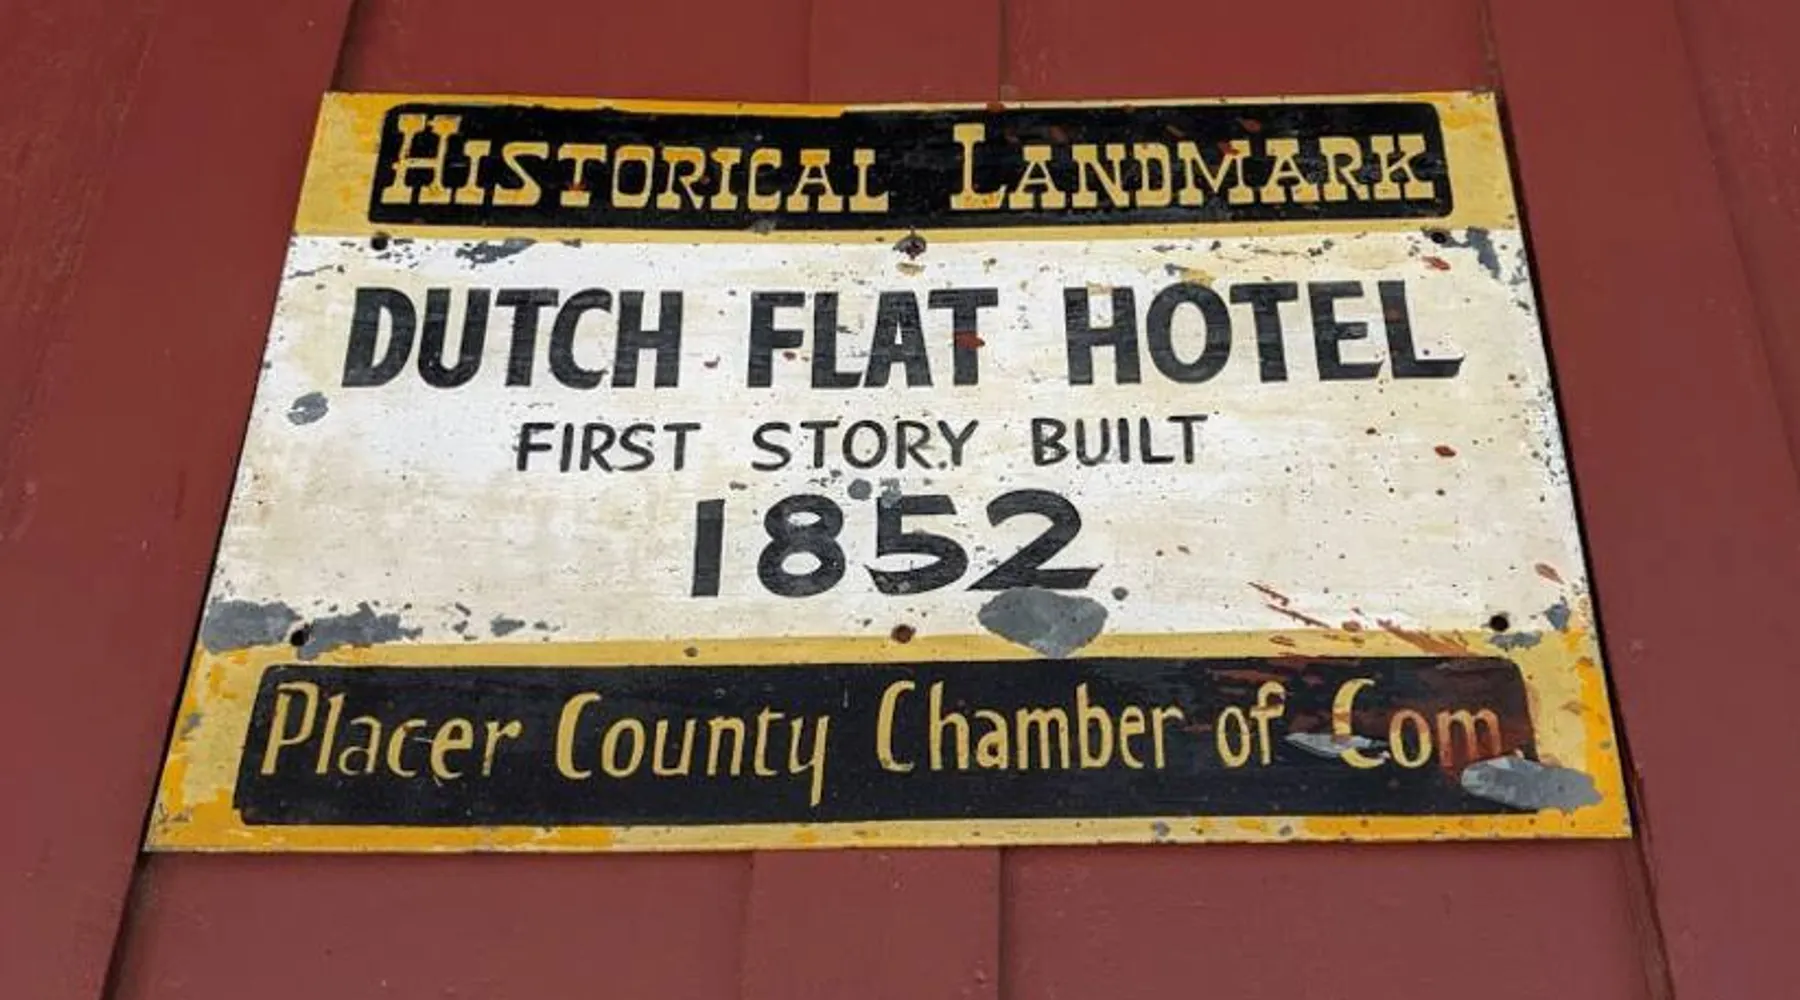 HISTORICAL LANDMARK
DUTCH FLAT HOTEL
FIRST STORY BUILT
1852
Placer County Chamber of Com.